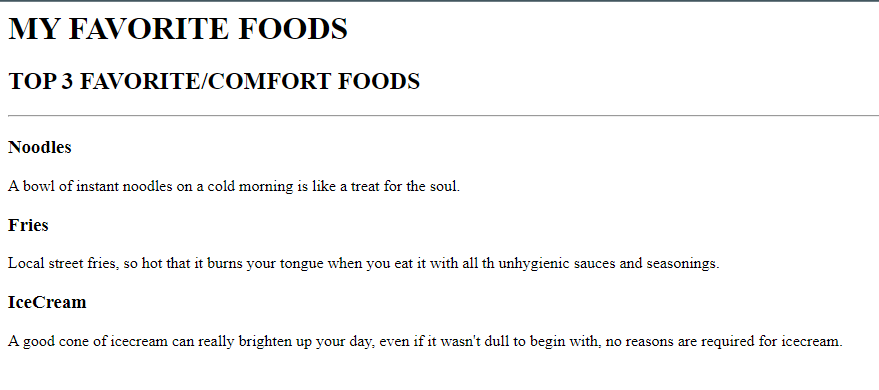 MY FAVORITE FOODS
TOP 3 FAVORITE/COMFORT FOODS
Noodles
A bowl of instant noodles on a cold morning is like a treat for the soul.
Fries
Local street fries, so hot that it burns your tongue when you eat it with all th unhygienic sauces and seasonings.
IceCream
A good cone of icecream can really brighten up your day, even if it wasn't dull to begin with, no reasons are required for icecream.